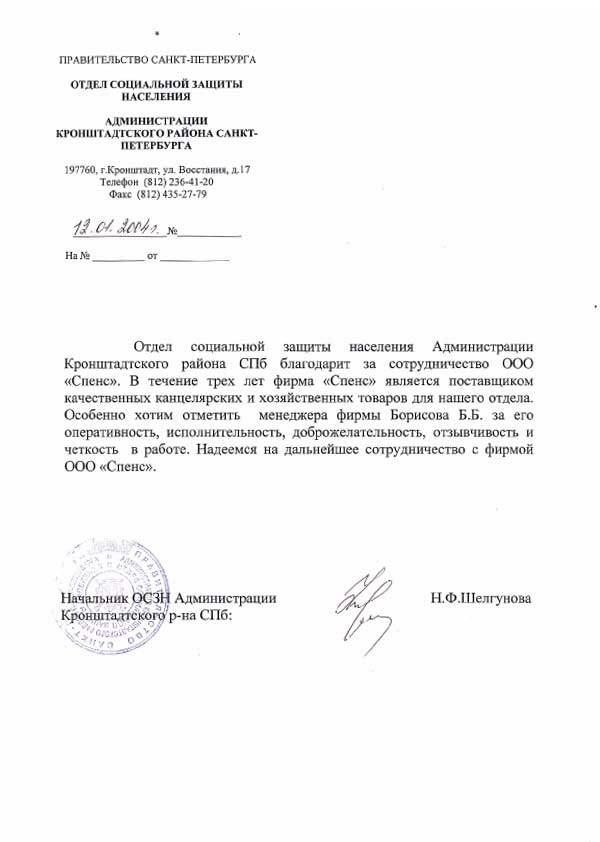 ПРАВИТЕЛЬСТВО САНКТ-ПЕТЕРБУРГА
ОТДЕЛ СОЦИАЛЬНОЙ ЗАЩИТЫ
НАСЕЛЕНИЯ
АДМИНИСТРАЦИИ
КРОНШТАДТСКОГО РАЙОНА САНКТ-
ПЕТЕРБУРГА
197760, г.Кронштадт, ул. Восстания, д.17
Телефон (812) 236-41-20
Факс (812) 435-27-79
12.01.2004г. №
На № __________ от _____________
Отдел социальной защиты населения Администрации
Кронштадтского района СПб благодарит за сотрудничество ООО
«Спенс». В течение трех лет фирма «Спенс» является поставщиком
качественных канцелярских и хозяйственных товаров для нашего отдела.
Особенно хотим отметить менеджера фирмы Борисова Б.Б. за его
оперативность, исполнительность, доброжелательность, отзывчивость и
четкость в работе. Надеемся на дальнейшее сотрудничество с фирмой
ООО «Спенс».
Начальник ОСЗН Администрации Н.Ф.Шелгунова
Кронштадтского р-на СПб: